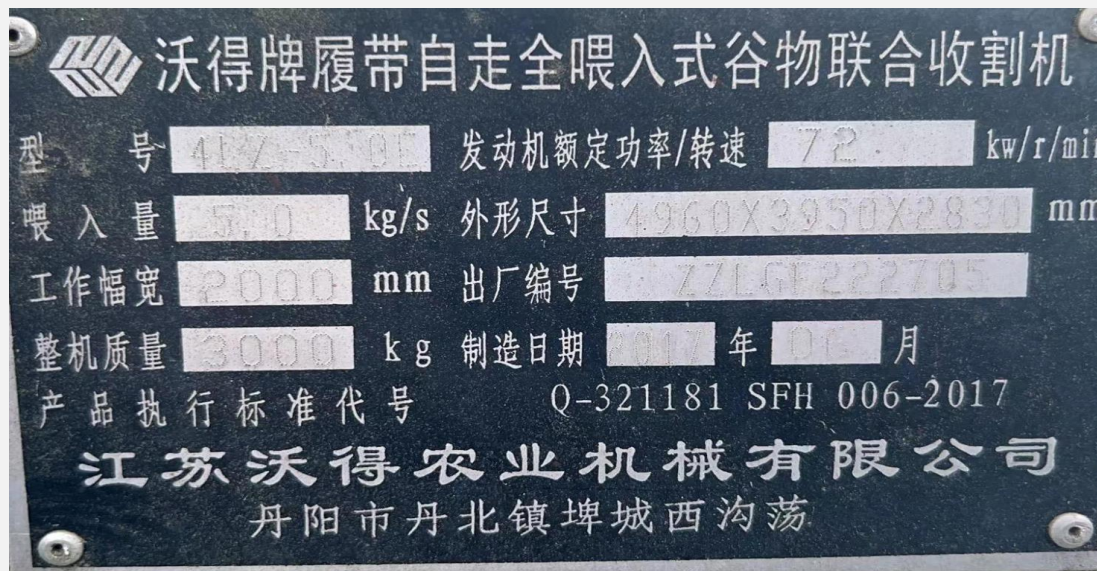 沃得牌履带自走全喂入式谷物联合收割机
型 号 4LZ-5.0E 发动机额定功率/转速 72 kw/r/min
喂入量 5.0 kg/s 外形尺寸 4960X3950X2830 mm
工作幅宽 2000 mm 出厂编号
整机质量 3000 kg 制造日期 2017 年 月
产品执行标准代号 Q-321181 SFH 006-2017
江苏沃得农业机械有限公司
丹阳市丹北镇埤城西沟荡